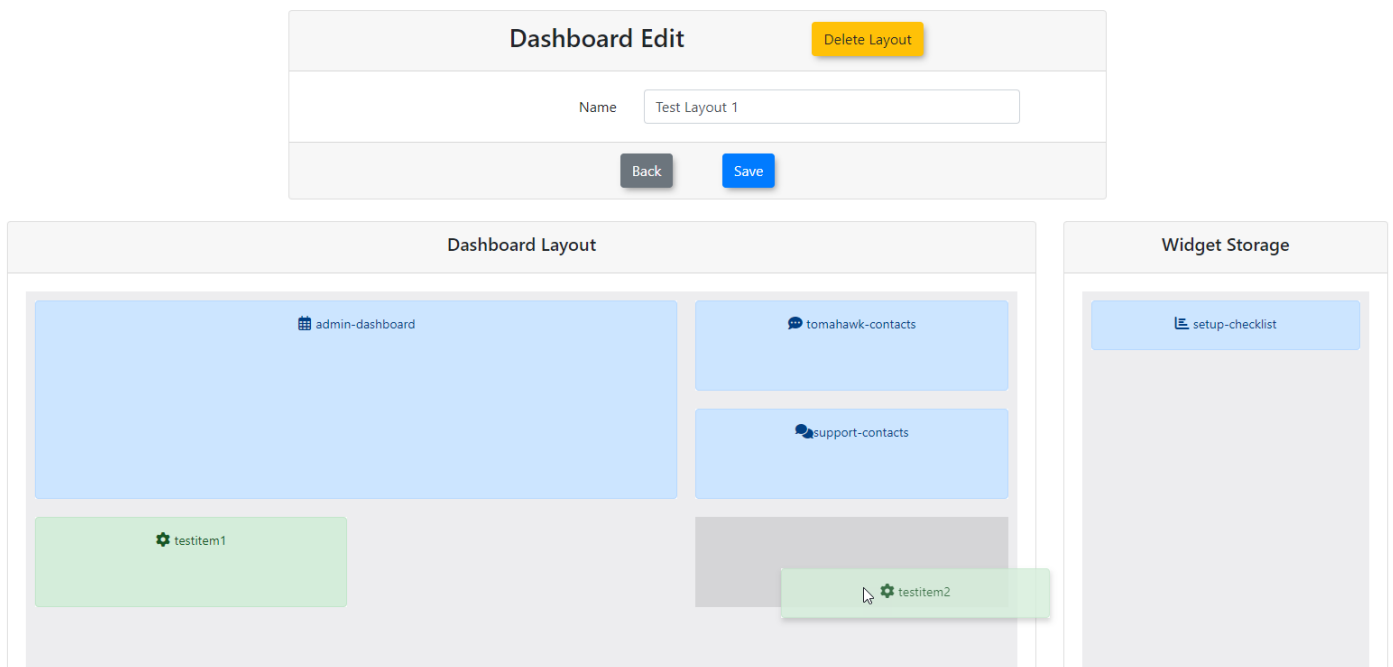 Dashboard Edit
Delete Layout
Name
Test Layout 1
Back
Save
Dashboard Layout
Widget Storage
admin-dashboard
tomahawk-contacts
setup-checklist
support-contacts
testitem1
testitem2